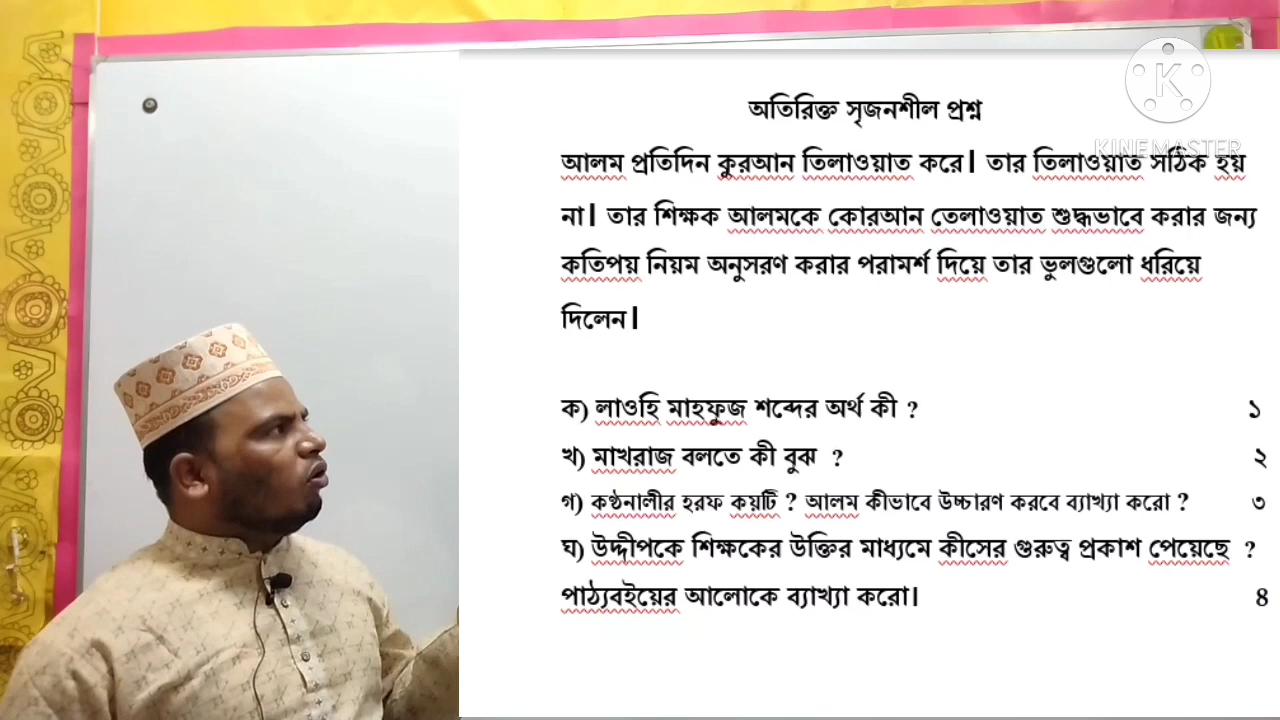 K
KINEMASTER
অতিরিক্ত সৃজনশীল প্রশ্ন
আলম প্রতিদিন কুরআন তিলাওয়াত করে। তার তিলাওয়াত সঠিক হয়
না। তার শিক্ষক আলমকে কোরআন তেলাওয়াত শুদ্ধভাবে করার জন্য
কতিপয় নিয়ম অনুসরণ করার পরামর্শ দিয়ে তার ভুলগুলো ধরিয়ে
দিলেন।
ক) লাওহি মাহফুজ শব্দের অর্থ কী ? ১
খ) মাখরাজ বলতে কী বুঝ ? ২
গ) কণ্ঠনালীর হরফ কয়টি ? আলম কীভাবে উচ্চারণ করবে ব্যাখ্যা করো ? ৩
ঘ) উদ্দীপকে শিক্ষকের উক্তির মাধ্যমে কীসের গুরুত্ব প্রকাশ পেয়েছে ?
পাঠ্যবইয়ের আলোকে ব্যাখ্যা করো। ৪